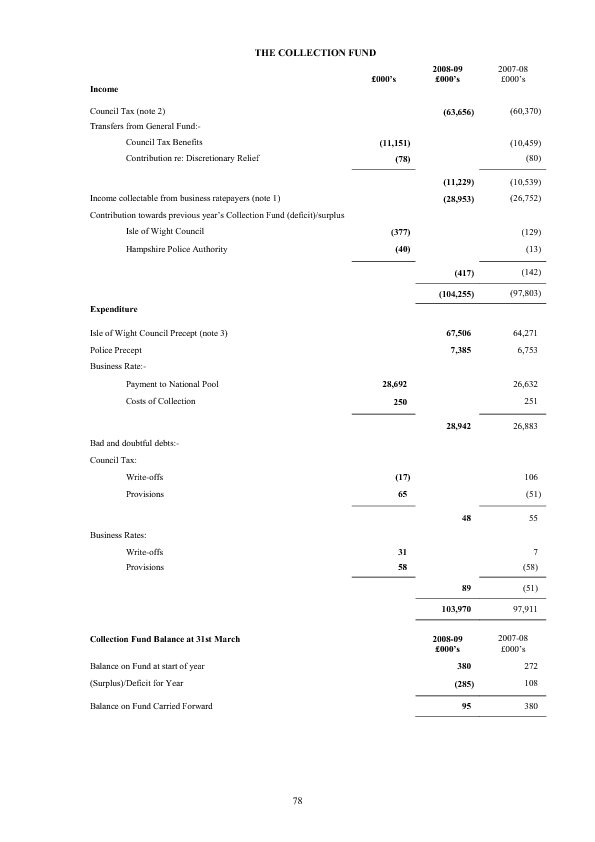 THE COLLECTION FUND
2008-09 2007-08
£000’s £000’s £000’s
Income
Council Tax (note 2) (63,656) (60,370)
Transfers from General Fund:-
Council Tax Benefits (11,151) (10,459)
Contribution re: Discretionary Relief (78) (80)
(11,229) (10,539)
Income collectable from business ratepayers (note 1) (28,953) (26,752)
Contribution towards previous year’s Collection Fund (deficit)/surplus
Isle of Wight Council (377) (129)
Hampshire Police Authority (40) (13)
(417) (142)
(104,255) (97,803)
Expenditure
Isle of Wight Council Precept (note 3) 67,506 64,271
Police Precept 7,385 6,753
Business Rate:-
Payment to National Pool 28,692 26,632
Costs of Collection 250 251
28,942 26,883
Bad and doubtful debts:-
Council Tax:
Write-offs (17) 106
Provisions 65 (51)
48 55
Business Rates:
Write-offs 31 7
Provisions 58 (58)
89 (51)
103,970 97,911
Collection Fund Balance at 31st March 2008-09 2007-08
£000’s £000’s
Balance on Fund at start of year 380 272
(Surplus)/Deficit for Year (285) 108
Balance on Fund Carried Forward 95 380
78